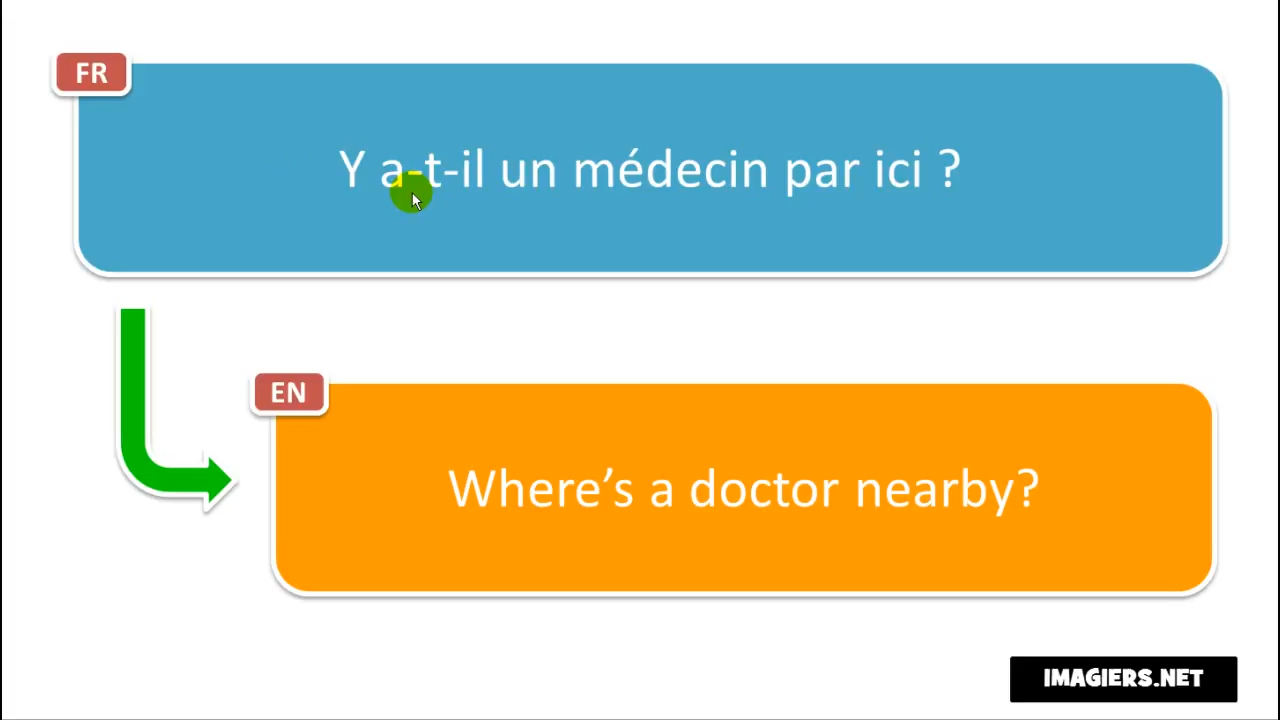 FR
Y a-t-il un médecin par ici ?
EN
Where’s a doctor nearby?
IMAGIERS.NET